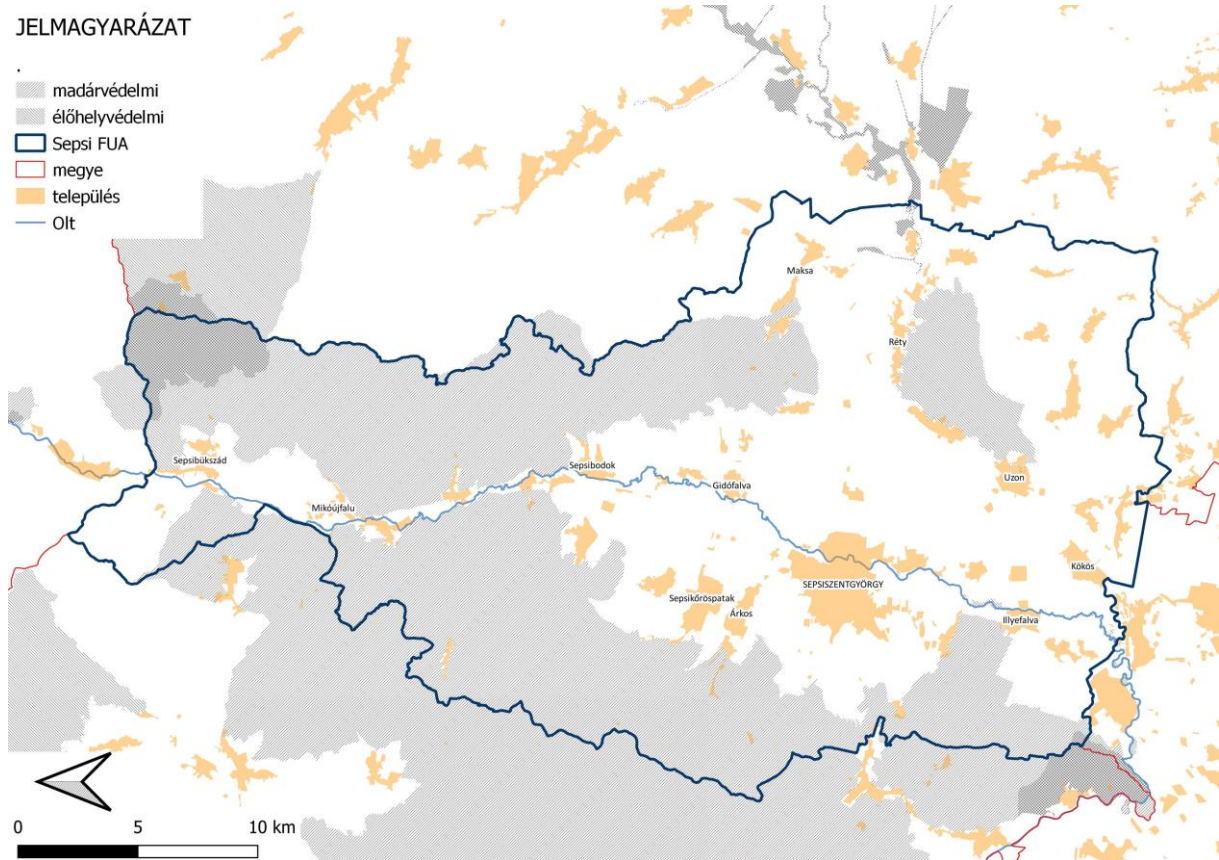 JELMAGYARÁZAT
.
madárvédelmi
élőhelyvédelmi
Sepsi FUA
megye
település
Olt
Maksa
Réty
Sepsibükszád
Sepsibodok
Gidófalva
Uzon
Mikóújfalu
SEPSISZENTGYÖRGY
Kökös
Sepsikőröspatak
Árkos
Illyefalva
0 5 10 km